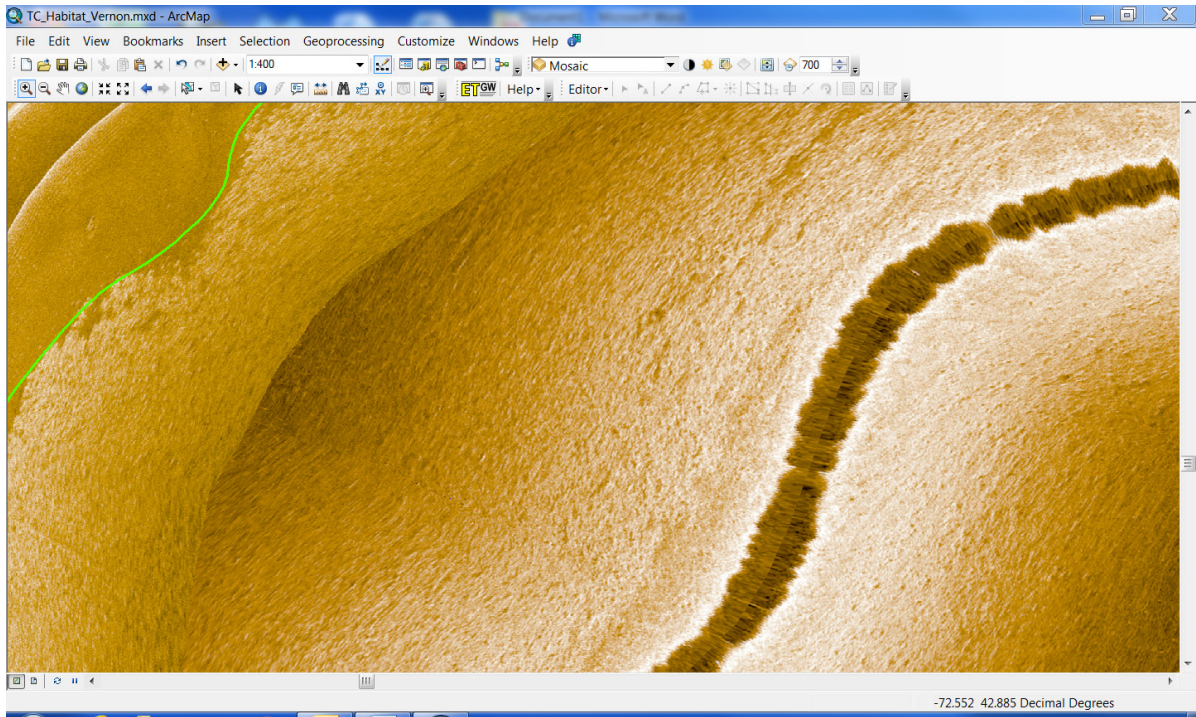 TC_Habitat_Vernon.mxd - ArcMap
File Edit View Bookmarks Insert Selection Geoprocessing Customize Windows Help
1:400 Mosaic 700
ETGW Help Editor
-72.552 42.885 Decimal Degrees